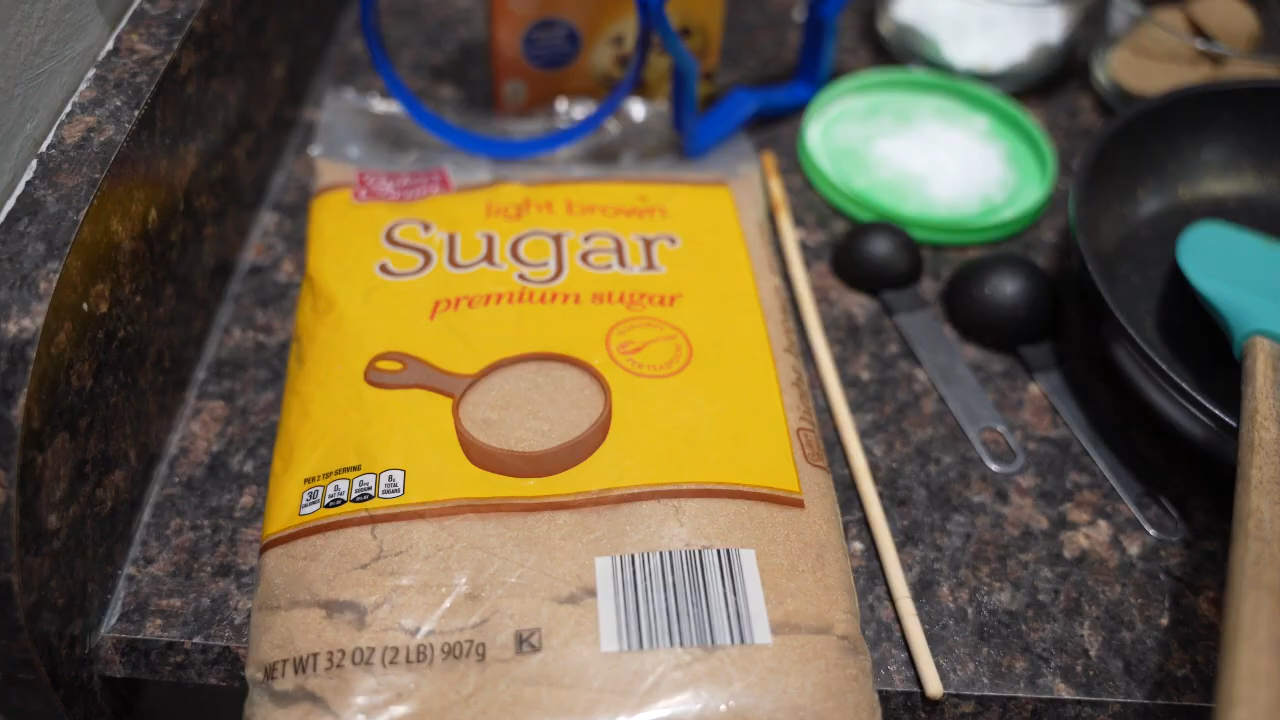 light brown
Sugar
premium sugar
PER 2 TSP SERVING
30 CALORIES
0g SAT FAT
0mg SODIUM
8g TOTAL SUGARS
NET WT 32 OZ (2 LB) 907g
K